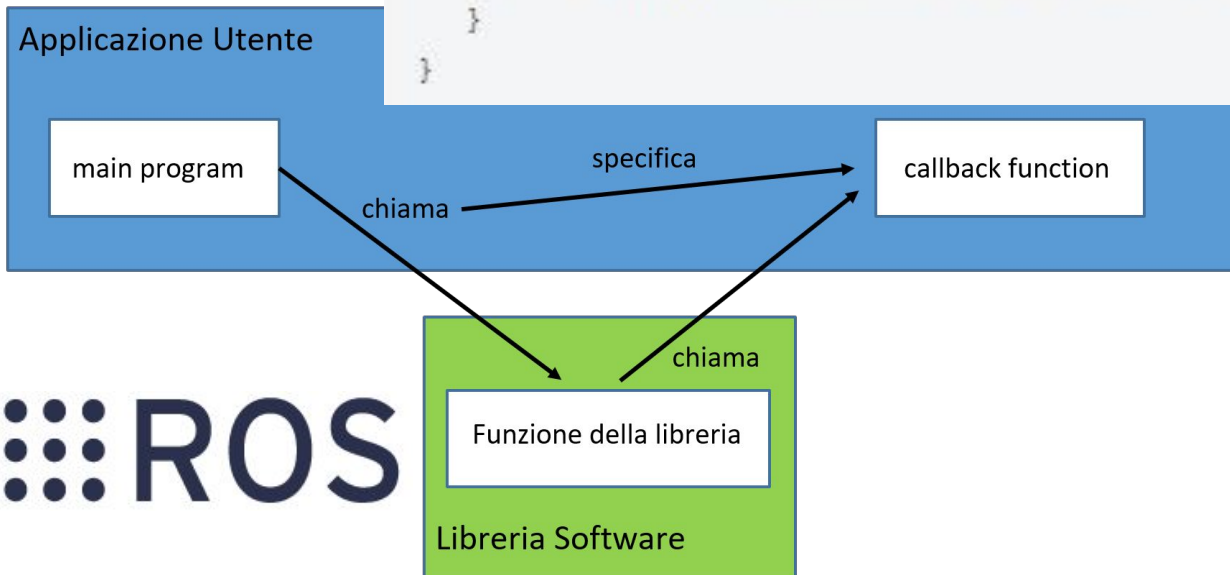 }
}
Applicazione Utente
main program
specifica
callback function
chiama
chiama
Funzione della libreria
ROS
Libreria Software